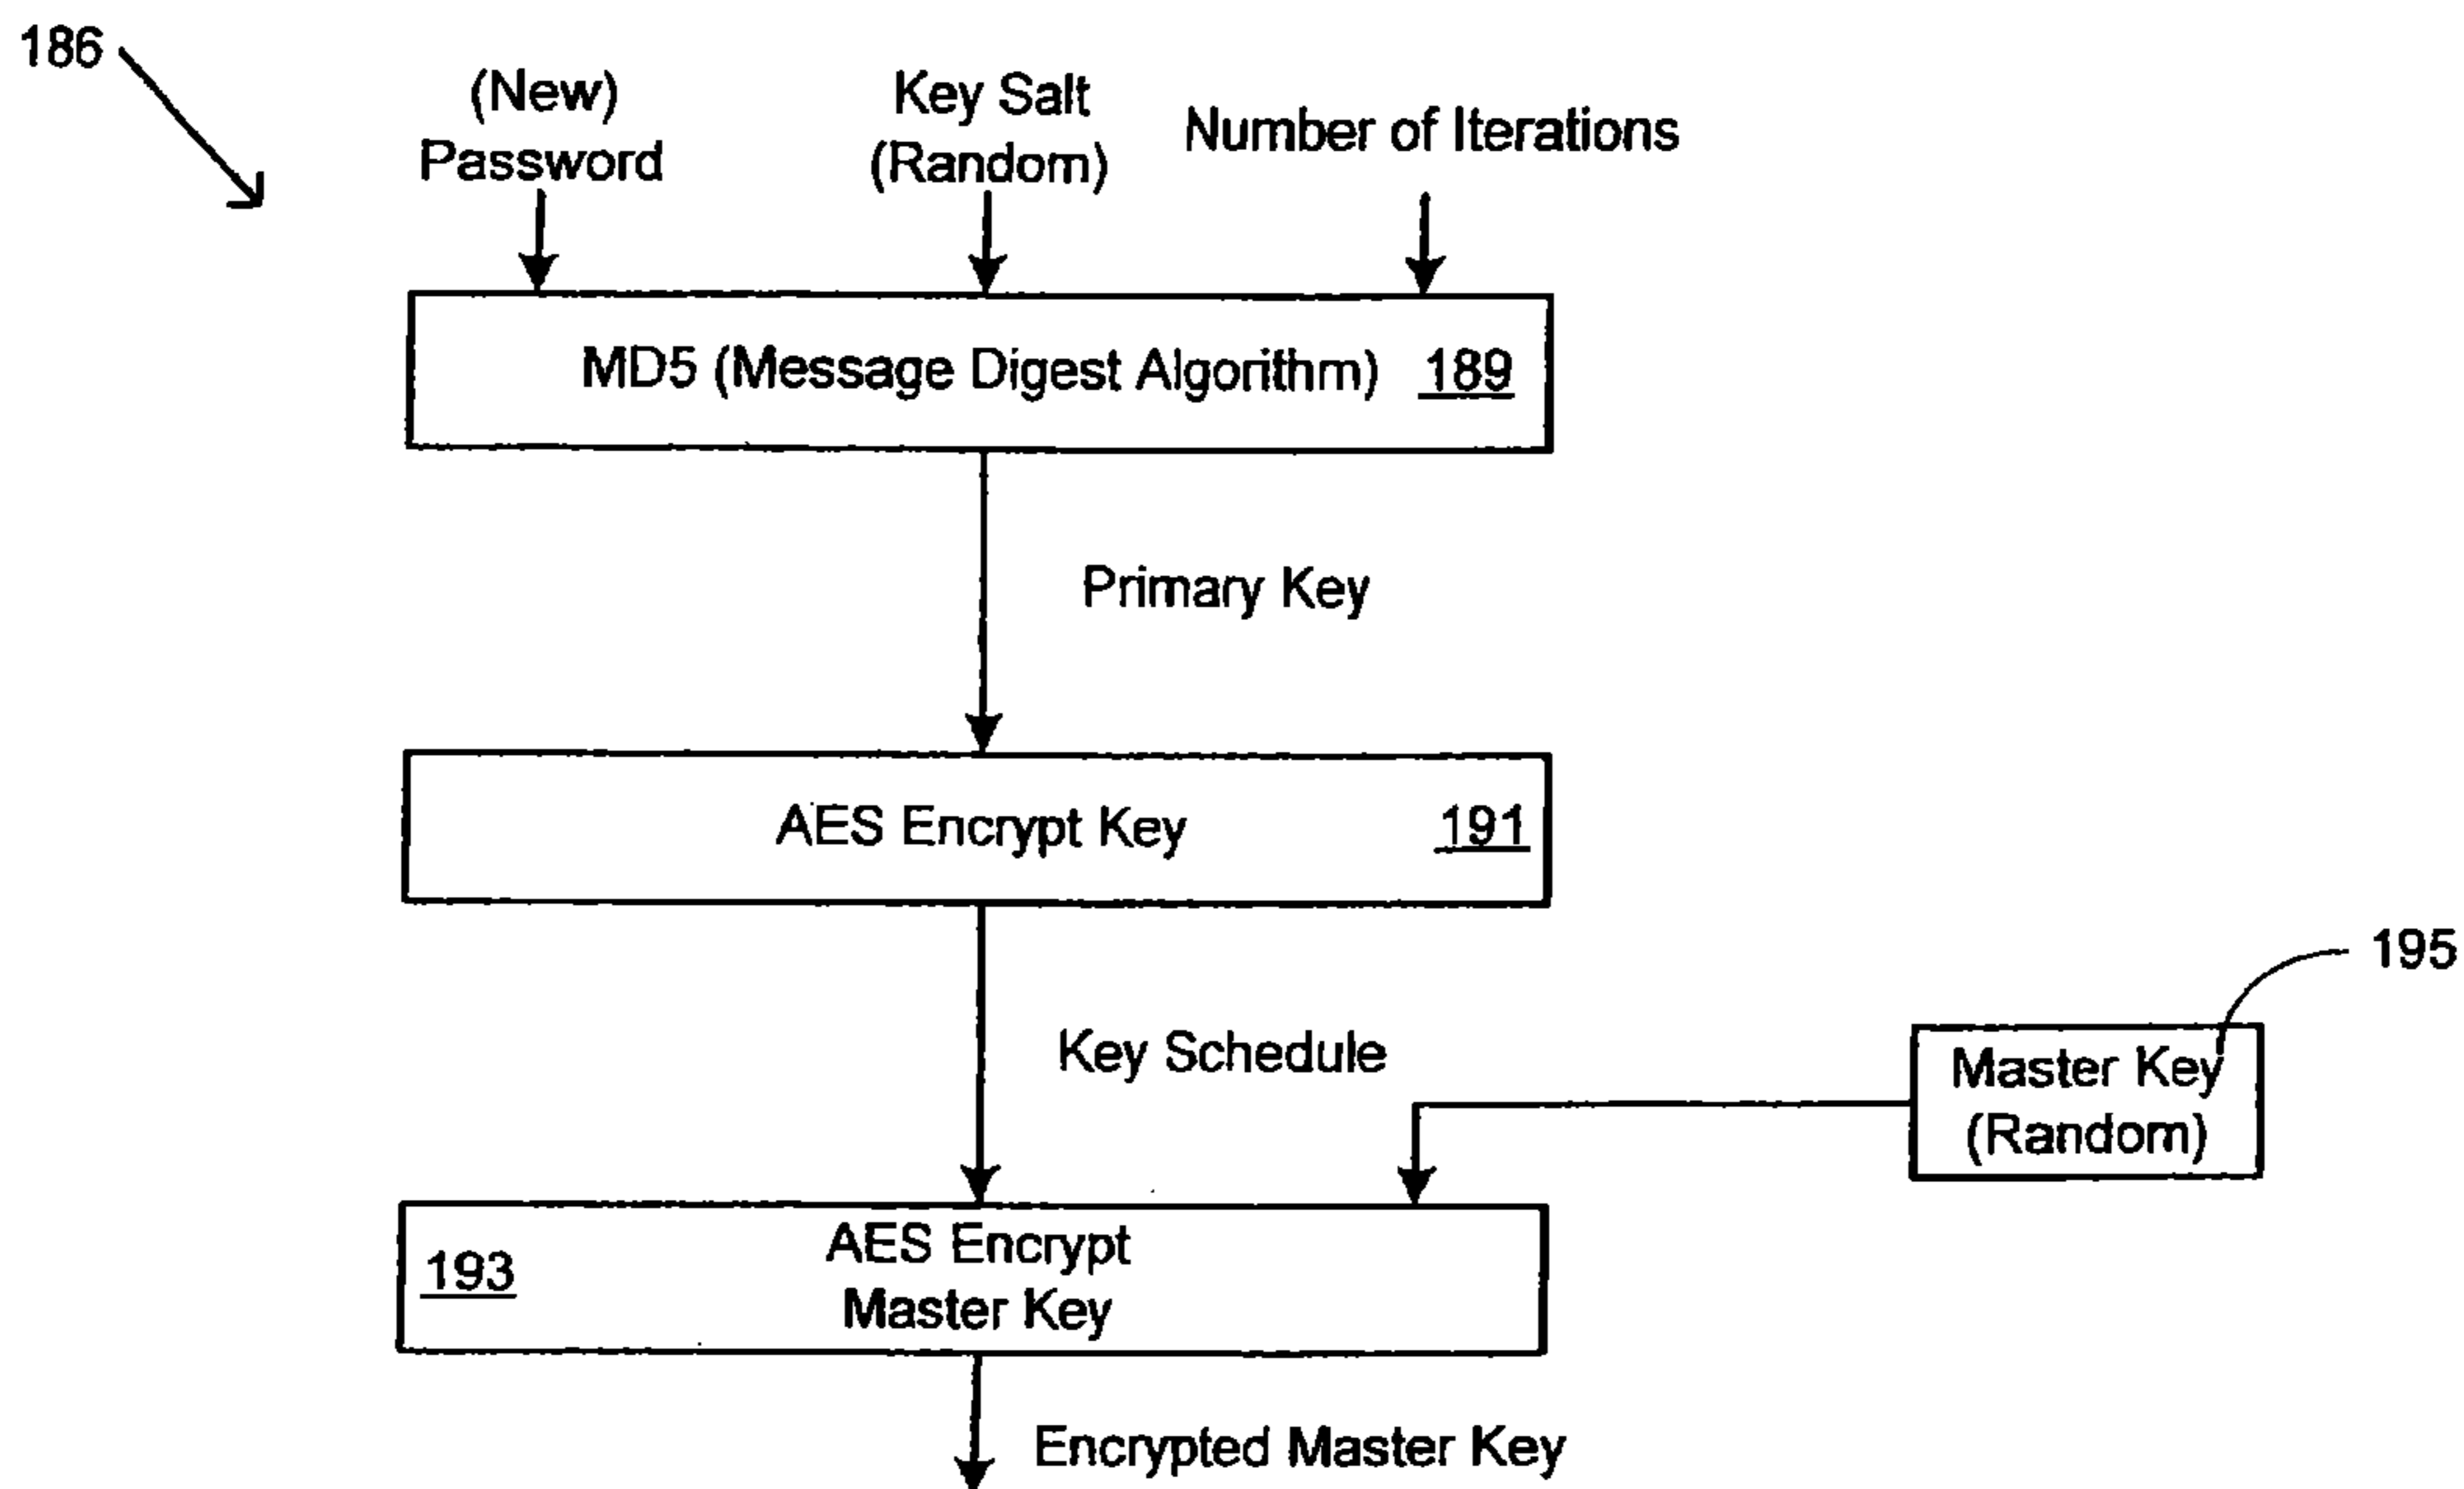 186
(New)
Password
Key Salt
(Random)
Number of Iterations
MD5 (Message Digest Algorithm) 189
Primary Key
AES Encrypt Key 191
Key Schedule
195
Master Key
(Random)
193
AES Encrypt
Master Key
Encrypted Master Key